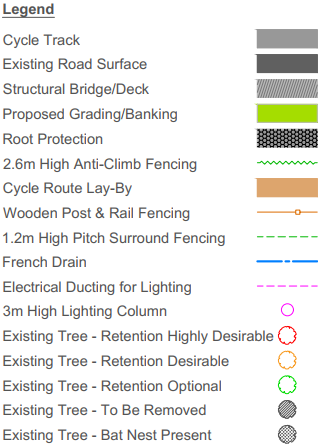 Legend
Cycle Track
Existing Road Surface
Structural Bridge/Deck
Proposed Grading/Banking
Root Protection
2.6m High Anti-Climb Fencing
Cycle Route Lay-By
Wooden Post & Rail Fencing
1.2m High Pitch Surround Fencing
French Drain
Electrical Ducting for Lighting
3m High Lighting Column
Existing Tree - Retention Highly Desirable
Existing Tree - Retention Desirable
Existing Tree - Retention Optional
Existing Tree - To Be Removed
Existing Tree - Bat Nest Present